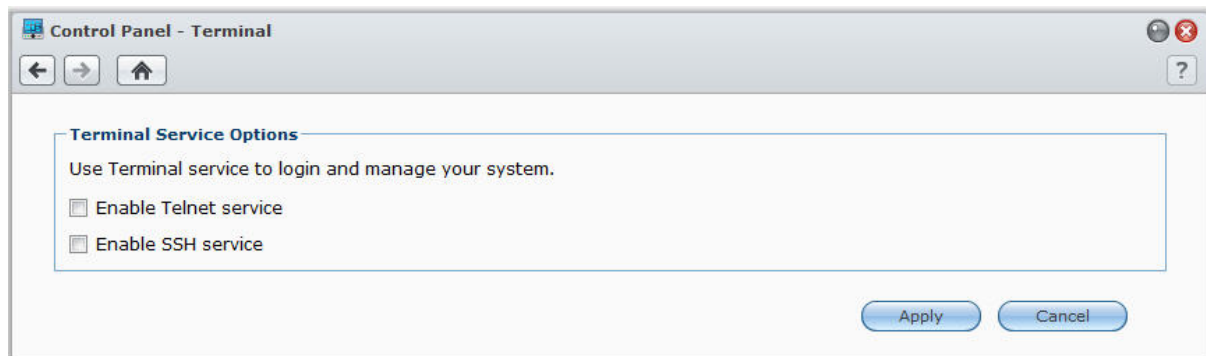 Control Panel - Terminal
?
Terminal Service Options
Use Terminal service to login and manage your system.
Enable Telnet service
Enable SSH service
Apply Cancel